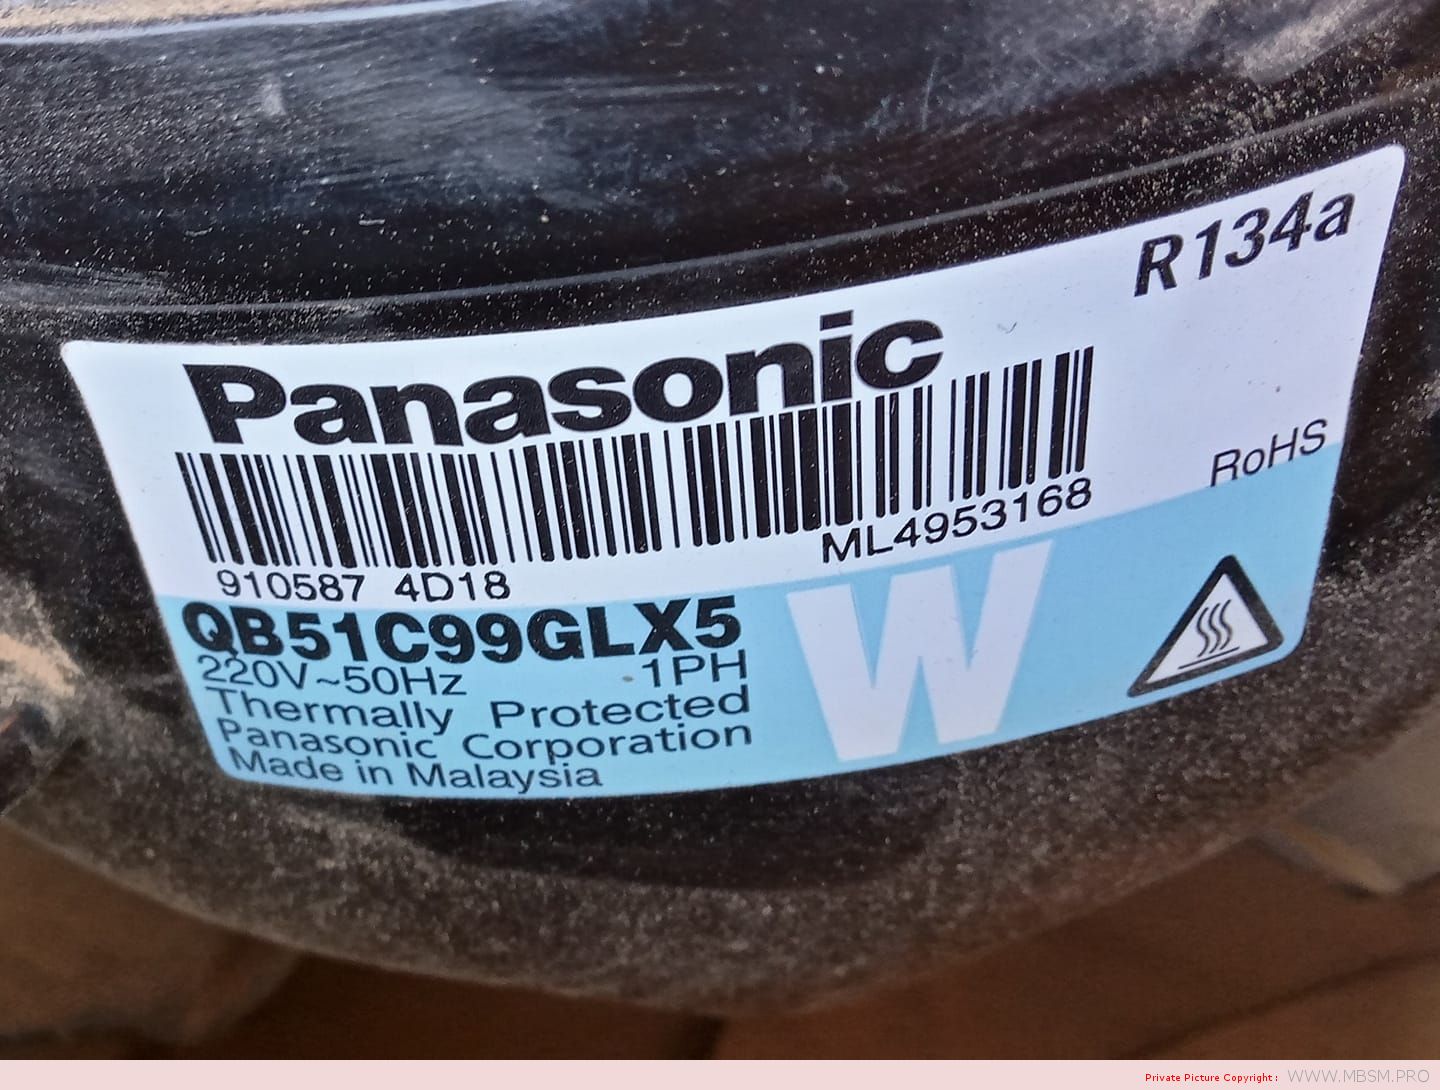 R134a
Panasonic
RoHS
ML4953168
910587 4D18
QB51C99GLX5
220V~50Hz 1PH
W
Thermally Protected
Panasonic Corporation
Made in Malaysia
Private Picture Copyright : WWW.MBSM.PRO